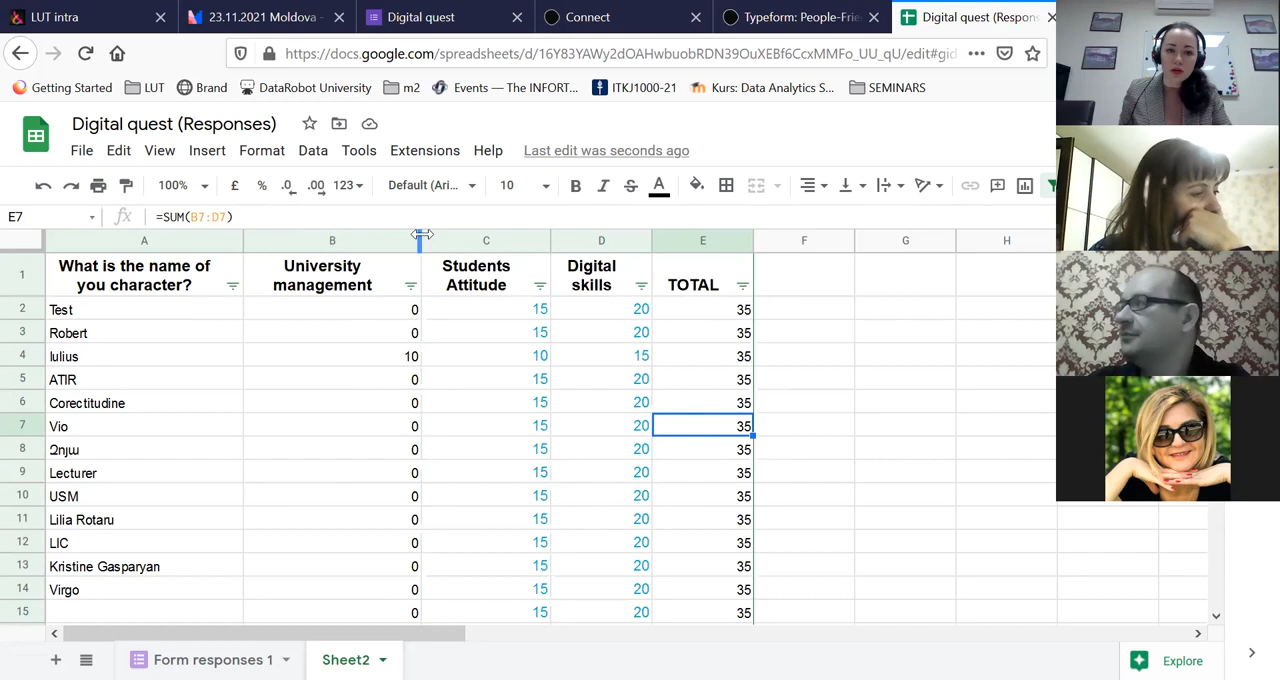 LUT intra
23.11.2021 Moldova -
Digital quest
Connect
Typeform: People-Frie
Digital quest (Respons
https://docs.google.com/spreadsheets/d/16Y83YAWy2dOAHwbuobRDN39OuXEBf6CcxMMFo_UU_qU/edit#gid
Getting Started
LUT
Brand
DataRobot University
m2
Events — The INFORT...
ITKJ1000-21
Kurs: Data Analytics S...
SEMINARS
Digital quest (Responses)
File Edit View Insert Format Data Tools Extensions Help Last edit was seconds ago
100% £ % .0 .00 123 Default (Ari... 10 B I S A
E7 fx =SUM(B7:D7)
A B C D E F G H
1 What is the name of you character? University management Students Attitude Digital skills TOTAL
2 Test 0 15 20 35
3 Robert 0 15 20 35
4 Iulius 10 10 15 35
5 ATIR 0 15 20 35
6 Corectitudine 0 15 20 35
7 Vio 0 15 20 35
8 Զոյա 0 15 20 35
9 Lecturer 0 15 20 35
10 USM 0 15 20 35
11 Lilia Rotaru 0 15 20 35
12 LIC 0 15 20 35
13 Kristine Gasparyan 0 15 20 35
14 Virgo 0 15 20 35
15 0 15 20 35
Form responses 1 Sheet2 Explore